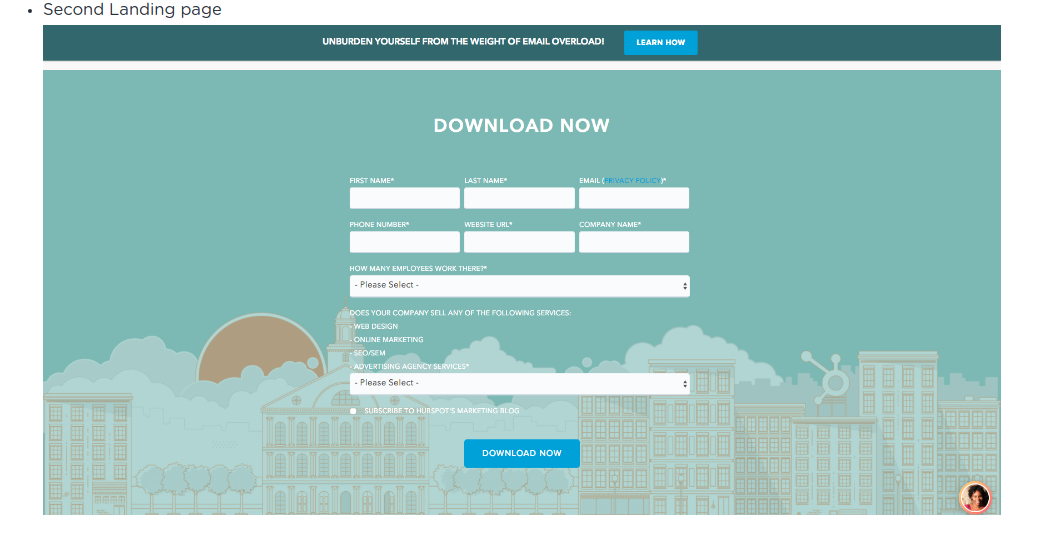 • Second Landing page
UNBURDEN YOURSELF FROM THE WEIGHT OF EMAIL OVERLOAD! LEARN HOW
DOWNLOAD NOW
FIRST NAME* LAST NAME* EMAIL (PRIVACY POLICY)*
PHONE NUMBER* WEBSITE URL* COMPANY NAME*
HOW MANY EMPLOYEES WORK THERE?*
- Please Select -
DOES YOUR COMPANY SELL ANY OF THE FOLLOWING SERVICES:
- WEB DESIGN
- ONLINE MARKETING
- SEO/SEM
- ADVERTISING AGENCY SERVICES*
- Please Select -
SUBSCRIBE TO HUBSPOT'S MARKETING BLOG
DOWNLOAD NOW